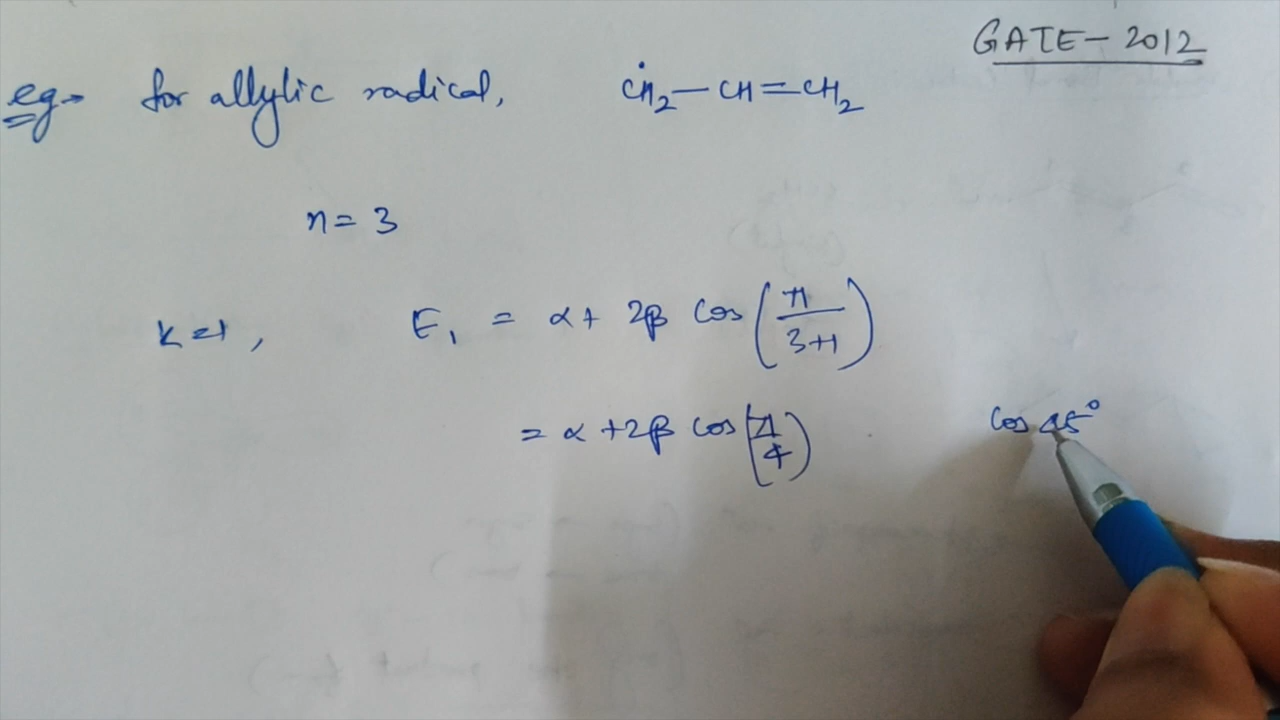 GATE - 2012
eg→ for allylic radical, ĊH₂—CH=CH₂
n = 3
k=1, E₁ = α + 2β cos(π/(3+1))
= α + 2β cos(π/4) cos 45°